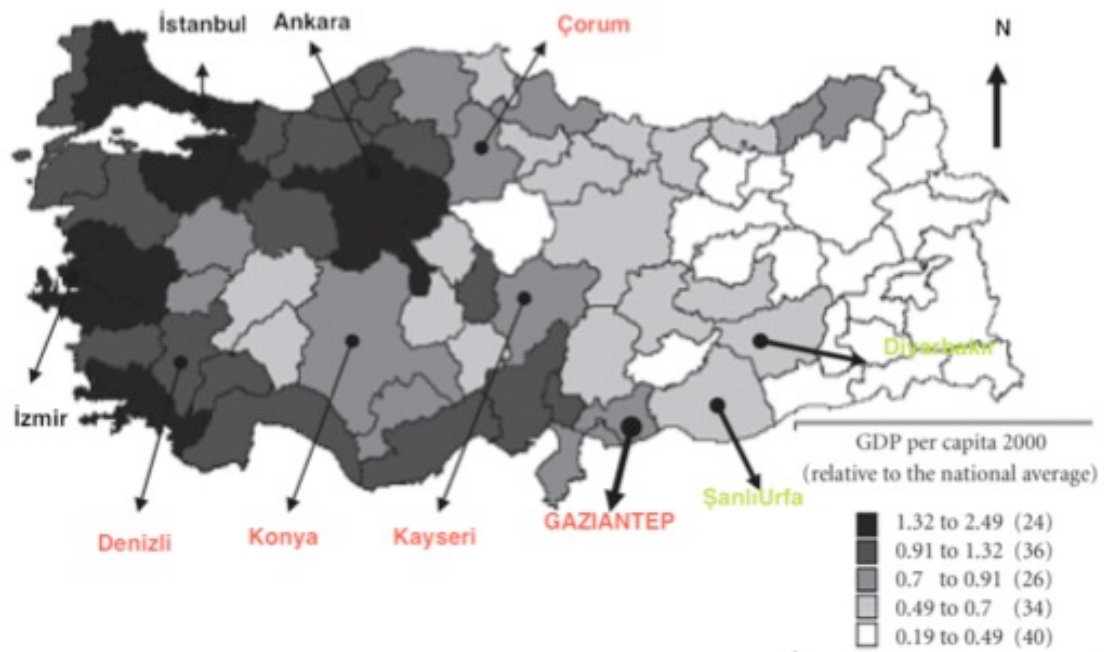 İstanbul
Ankara
Çorum
N
Diyarbakır
İzmir
GDP per capita 2000
(relative to the national average)
ŞanlıUrfa
GAZIANTEP
Denizli
Konya
Kayseri
1.32 to 2.49 (24)
0.91 to 1.32 (36)
0.7 to 0.91 (26)
0.49 to 0.7 (34)
0.19 to 0.49 (40)